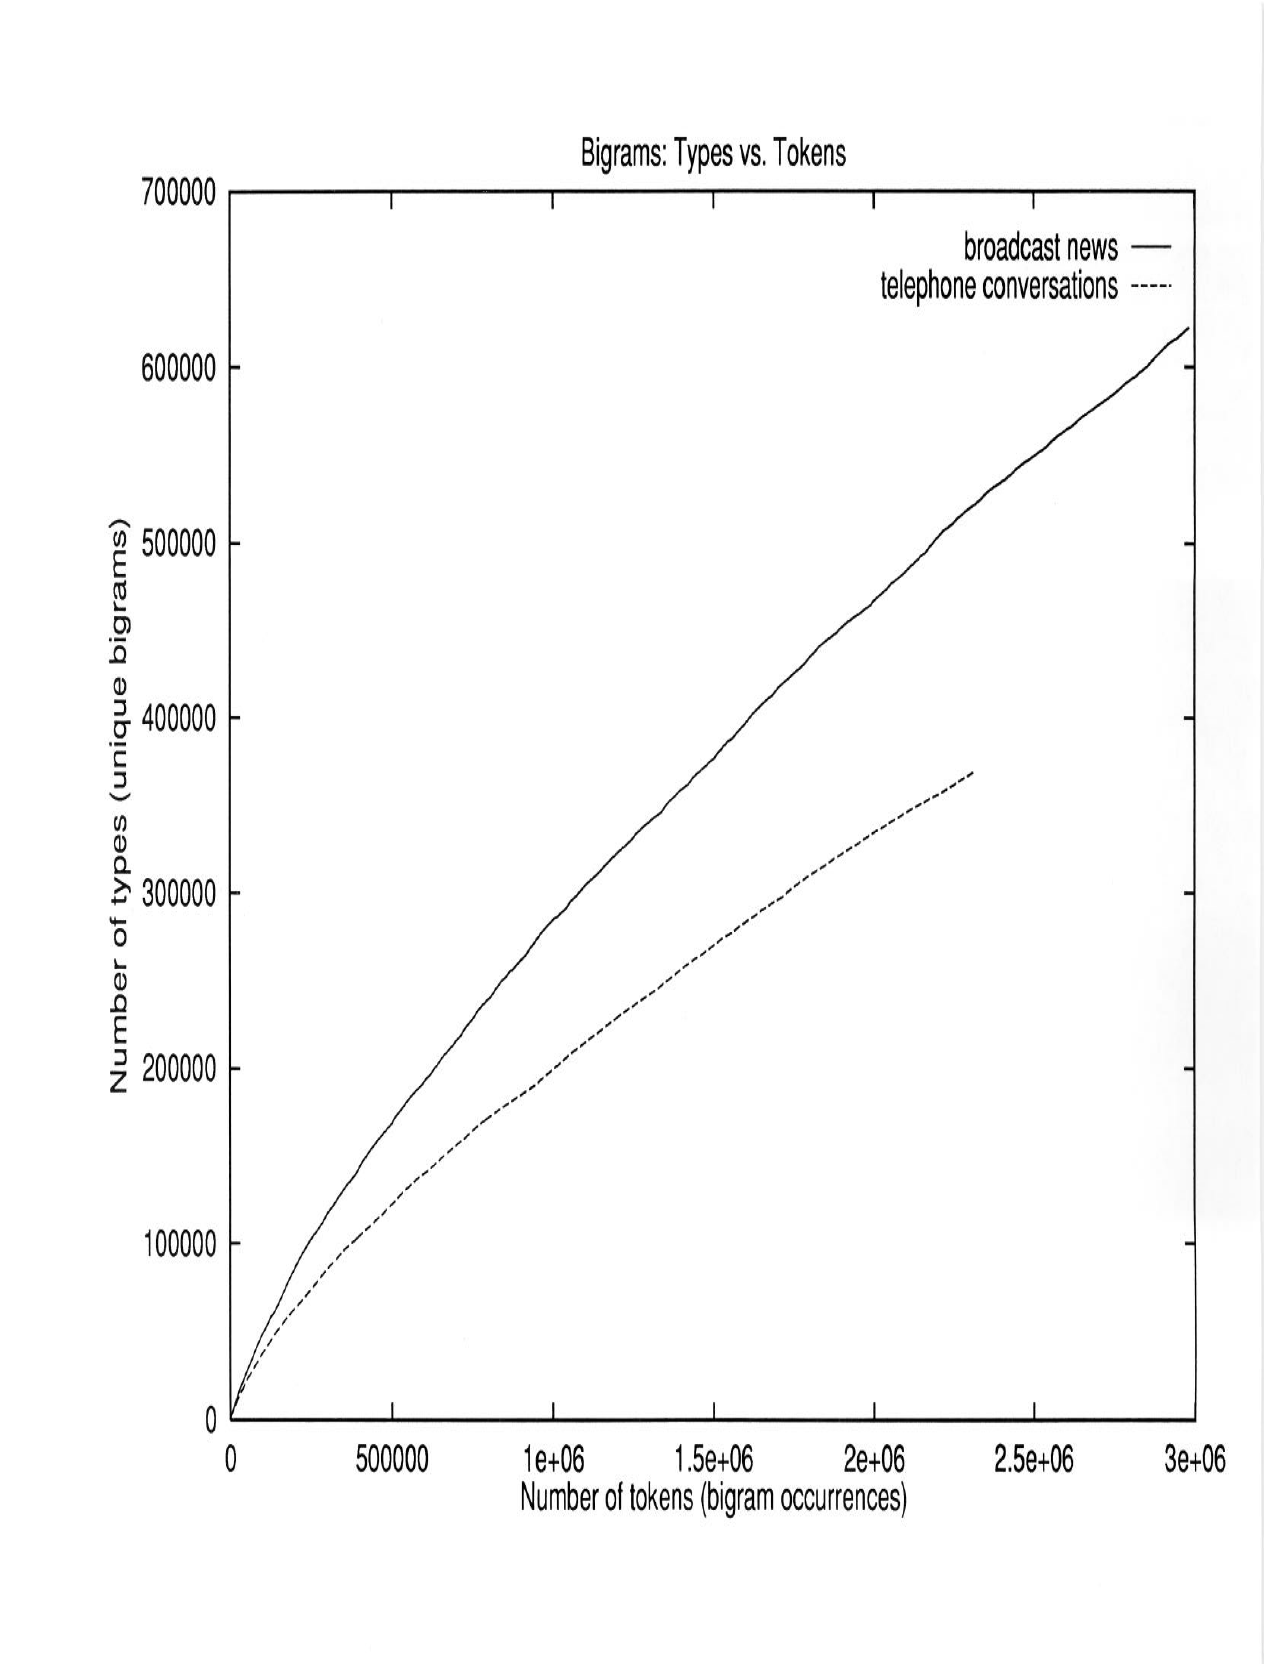 Bigrams: Types vs. Tokens
700000
600000
500000
400000
300000
200000
100000
0
Number of types (unique bigrams)
broadcast news
telephone conversations
0 500000 1e+06 1.5e+06 2e+06 2.5e+06 3e+06
Number of tokens (bigram occurrences)